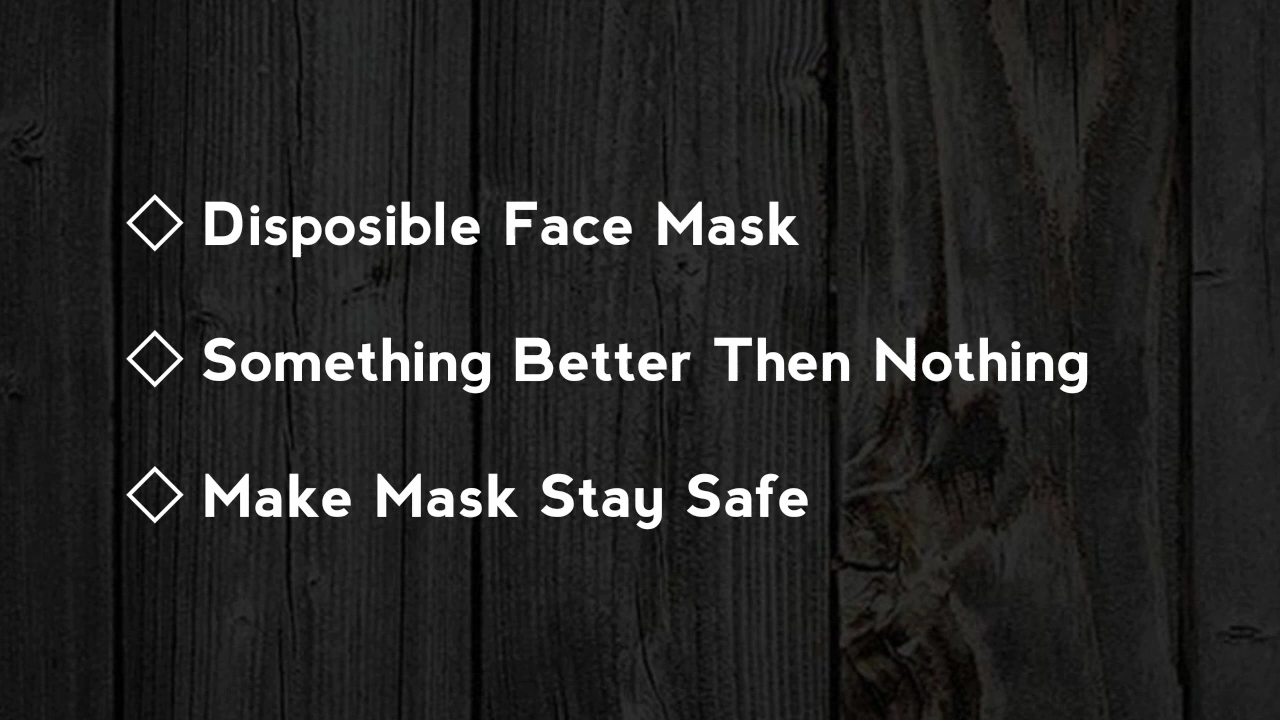 Disposible Face Mask
Something Better Then Nothing
Make Mask Stay Safe